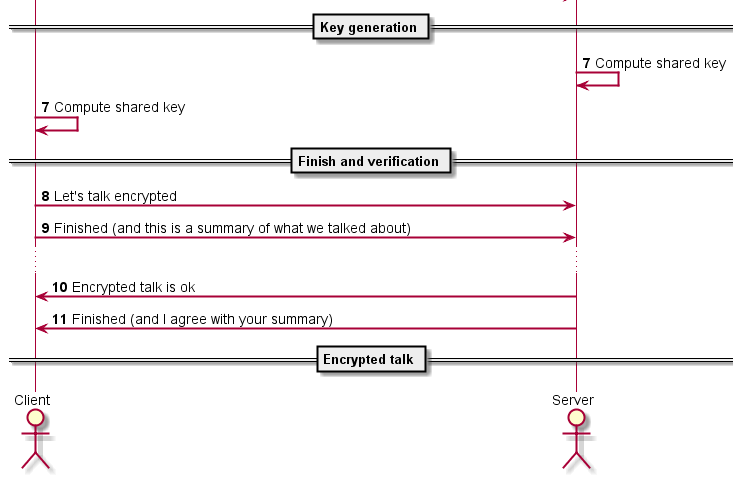 Key generation
7 Compute shared key
7 Compute shared key
Finish and verification
8 Let's talk encrypted
9 Finished (and this is a summary of what we talked about)
10 Encrypted talk is ok
11 Finished (and I agree with your summary)
Encrypted talk
Client
Server